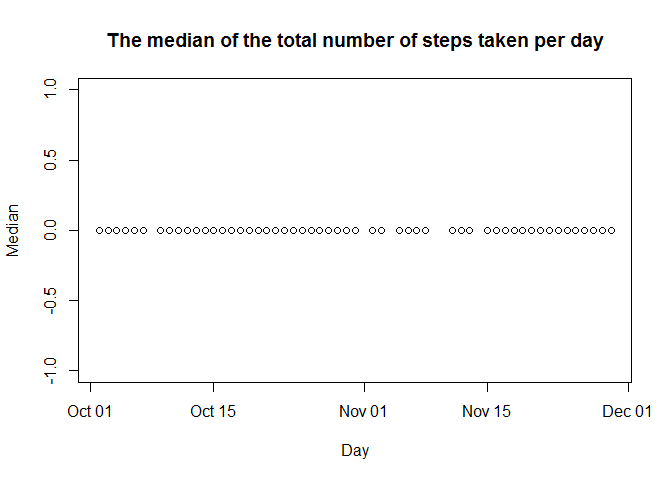 The median of the total number of steps taken per day
Median
1.0
0.5
0.0
-0.5
-1.0
Oct 01
Oct 15
Nov 01
Nov 15
Dec 01
Day